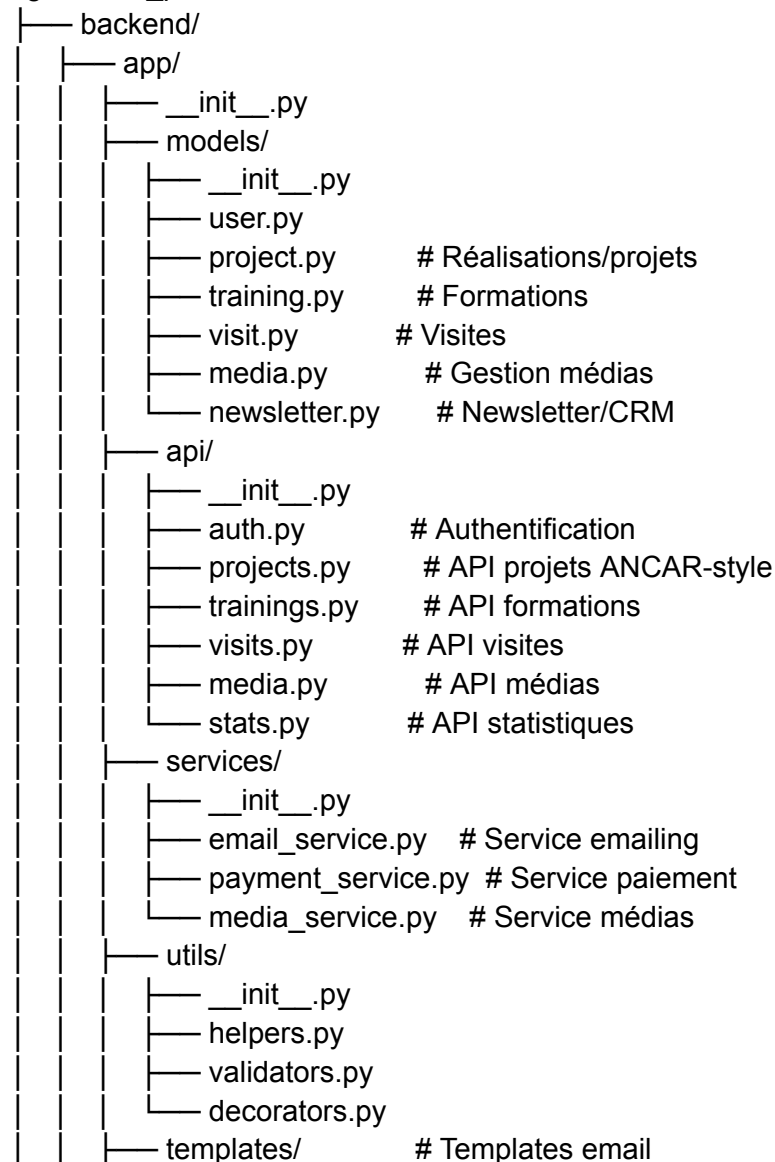 ├── backend/
│   ├── app/
│   │   ├── __init__.py
│   │   ├── models/
│   │   │   ├── __init__.py
│   │   │   ├── user.py
│   │   │   ├── project.py       # Réalisations/projets
│   │   │   ├── training.py      # Formations
│   │   │   ├── visit.py         # Visites
│   │   │   ├── media.py         # Gestion médias
│   │   │   └── newsletter.py    # Newsletter/CRM
│   │   ├── api/
│   │   │   ├── __init__.py
│   │   │   ├── auth.py          # Authentification
│   │   │   ├── projects.py      # API projets ANCAR-style
│   │   │   ├── trainings.py     # API formations
│   │   │   ├── visits.py        # API visites
│   │   │   ├── media.py         # API médias
│   │   │   └── stats.py         # API statistiques
│   │   ├── services/
│   │   │   ├── __init__.py
│   │   │   ├── email_service.py   # Service emailing
│   │   │   ├── payment_service.py # Service paiement
│   │   │   └── media_service.py   # Service médias
│   │   ├── utils/
│   │   │   ├── __init__.py
│   │   │   ├── helpers.py
│   │   │   ├── validators.py
│   │   │   └── decorators.py
│   │   ├── templates/           # Templates email